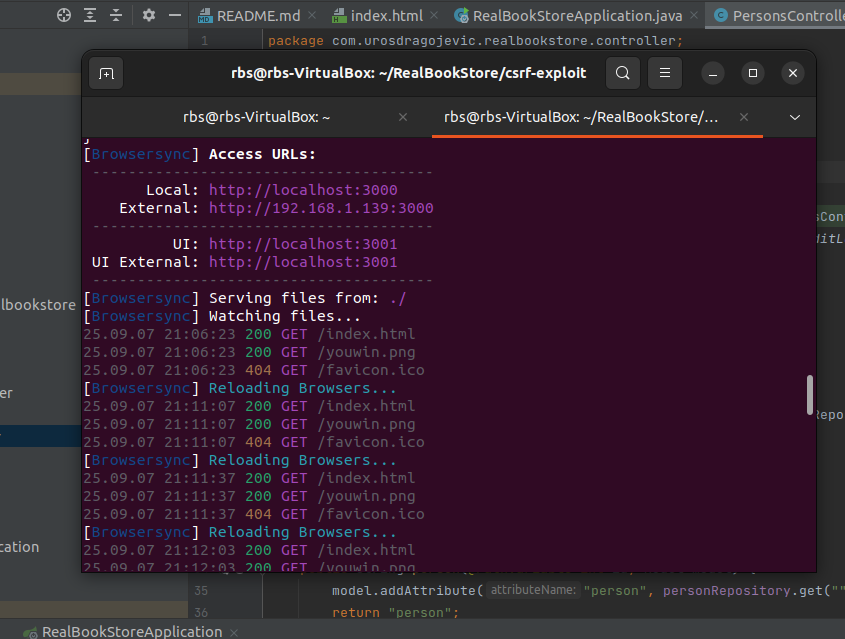 README.md
index.html
RealBookStoreApplication.java
PersonsControlle
1 package com.urosdragojevic.realbookstore.controller;
rbs@rbs-VirtualBox: ~/RealBookStore/csrf-exploit
rbs@rbs-VirtualBox: ~
rbs@rbs-VirtualBox: ~/RealBookStore/...
[Browsersync] Access URLs:
--------------------------------------
Local: http://localhost:3000
External: http://192.168.1.139:3000
--------------------------------------
UI: http://localhost:3001
UI External: http://localhost:3001
--------------------------------------
[Browsersync] Serving files from: ./
[Browsersync] Watching files...
25.09.07 21:06:23 200 GET /index.html
25.09.07 21:06:23 200 GET /youwin.png
25.09.07 21:06:23 404 GET /favicon.ico
[Browsersync] Reloading Browsers...
25.09.07 21:11:07 200 GET /index.html
25.09.07 21:11:07 200 GET /youwin.png
25.09.07 21:11:07 404 GET /favicon.ico
[Browsersync] Reloading Browsers...
25.09.07 21:11:37 200 GET /index.html
25.09.07 21:11:37 200 GET /youwin.png
25.09.07 21:11:37 404 GET /favicon.ico
[Browsersync] Reloading Browsers...
25.09.07 21:12:03 200 GET /index.html
25.09.07 21:12:03 200 GET /youwin.png
lbookstore
er
cation
sCon
ditL
Repo
35 model.addAttribute( attributeName: "person", personRepository.get(""
36 return "person";
RealBookStoreApplication